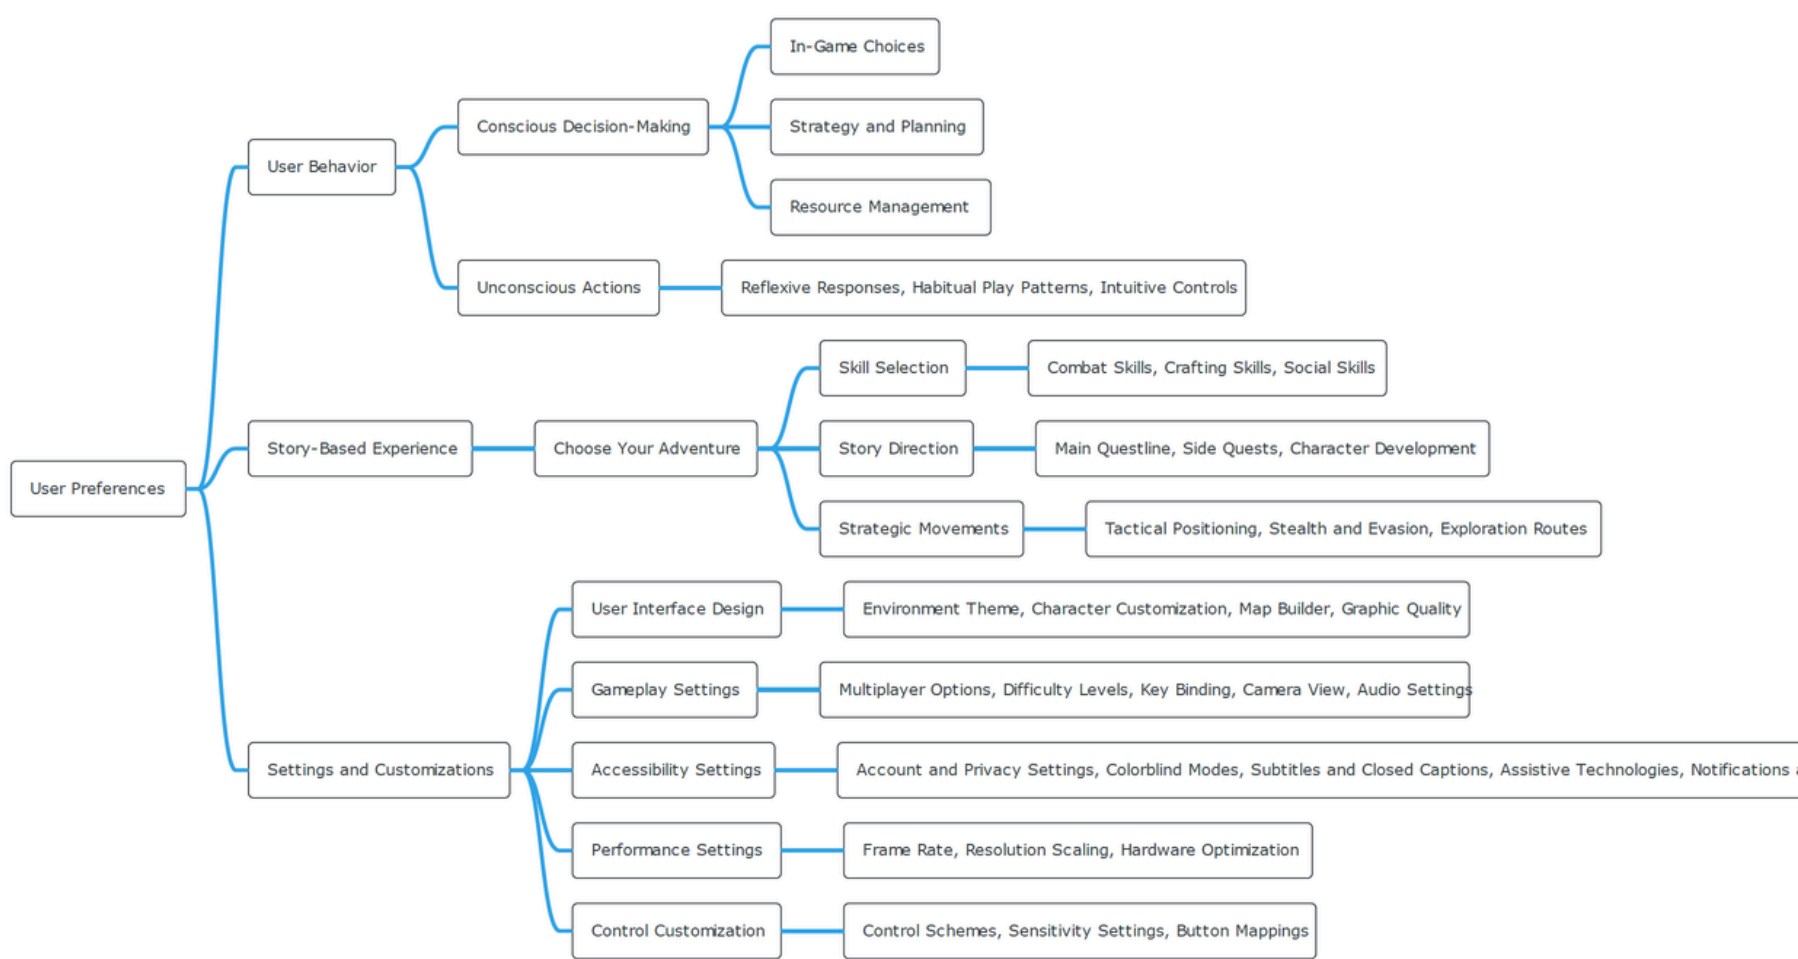 In-Game Choices
Conscious Decision-Making
Strategy and Planning
User Behavior
Resource Management
Unconscious Actions
Reflexive Responses, Habitual Play Patterns, Intuitive Controls
Skill Selection
Combat Skills, Crafting Skills, Social Skills
Story-Based Experience
Choose Your Adventure
Story Direction
Main Questline, Side Quests, Character Development
User Preferences
Strategic Movements
Tactical Positioning, Stealth and Evasion, Exploration Routes
User Interface Design
Environment Theme, Character Customization, Map Builder, Graphic Quality
Gameplay Settings
Multiplayer Options, Difficulty Levels, Key Binding, Camera View, Audio Settings
Settings and Customizations
Accessibility Settings
Account and Privacy Settings, Colorblind Modes, Subtitles and Closed Captions, Assistive Technologies, Notifications
Performance Settings
Frame Rate, Resolution Scaling, Hardware Optimization
Control Customization
Control Schemes, Sensitivity Settings, Button Mappings